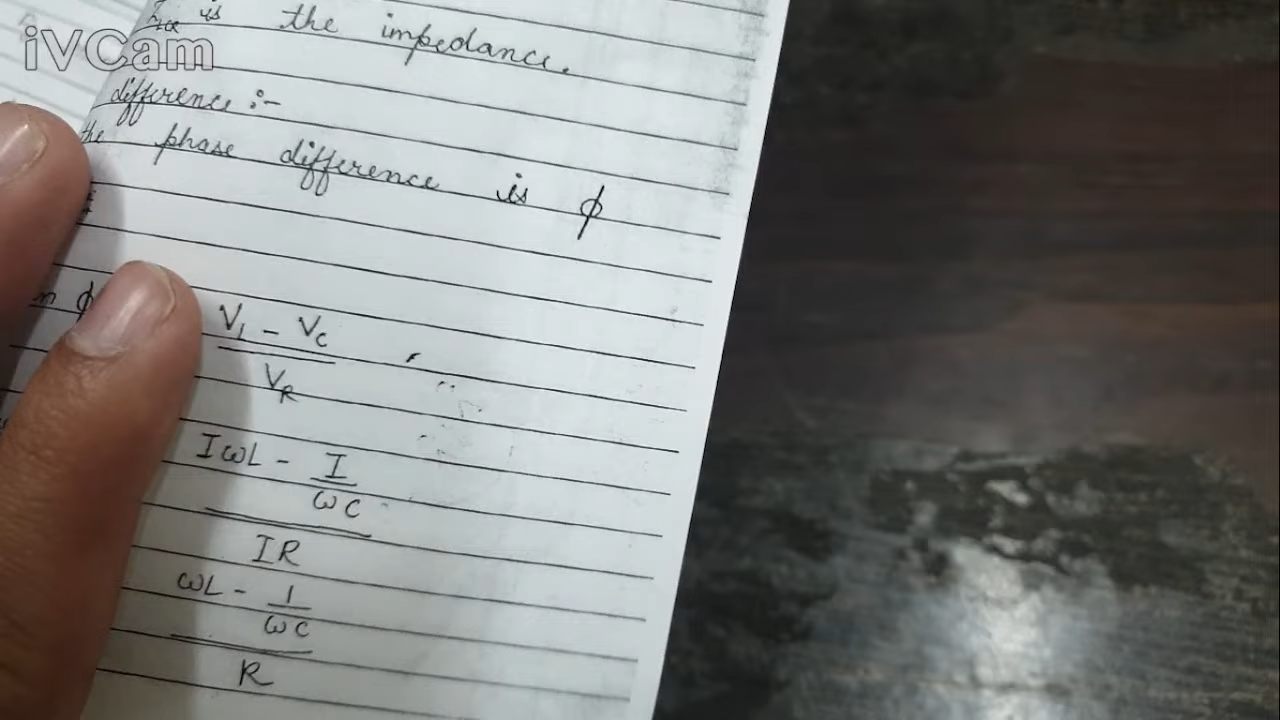 iVCam
is the impedance.
difference :-
the phase difference is ϕ
n ϕ V_L - V_C
V_R
IωL - I
ωC
IR
ωL - 1
ωC
R